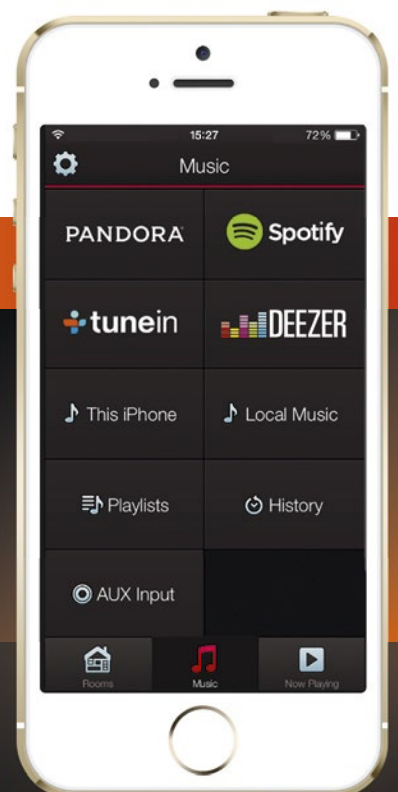 15:27 72%
Music
PANDORA Spotify
tunein DEEZER
This iPhone Local Music
Playlists History
AUX Input
Rooms Music Now Playing